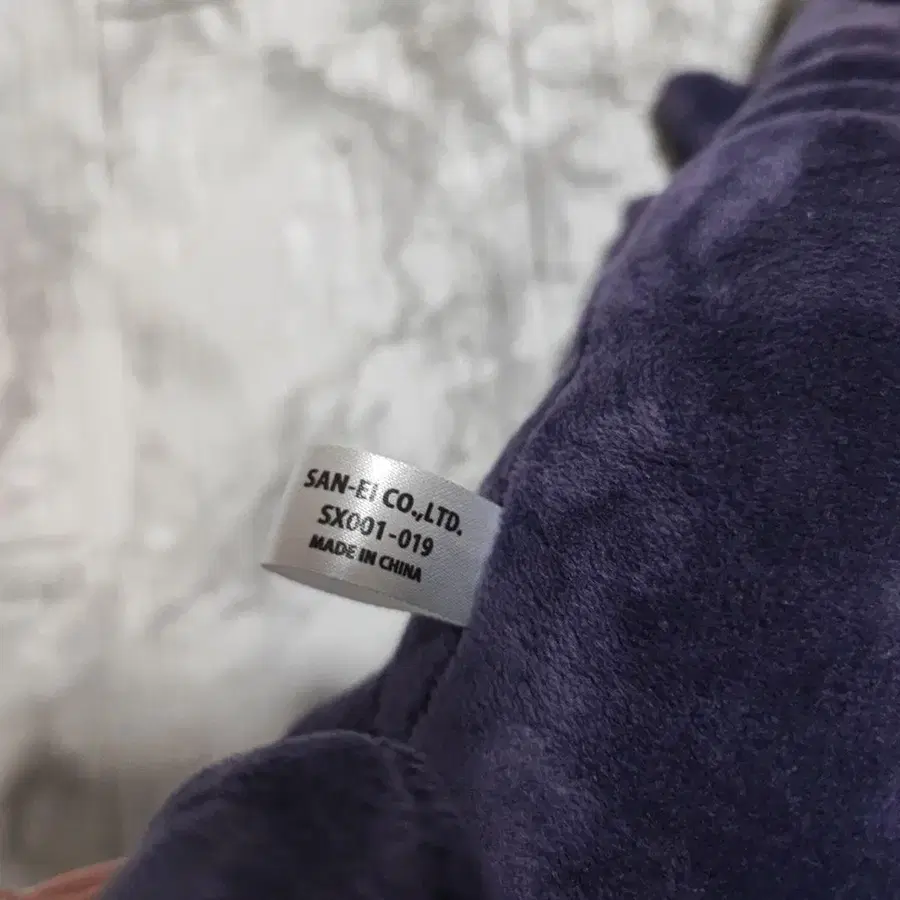 SAN-EI CO.,LTD.
SX001-019
MADE IN CHINA